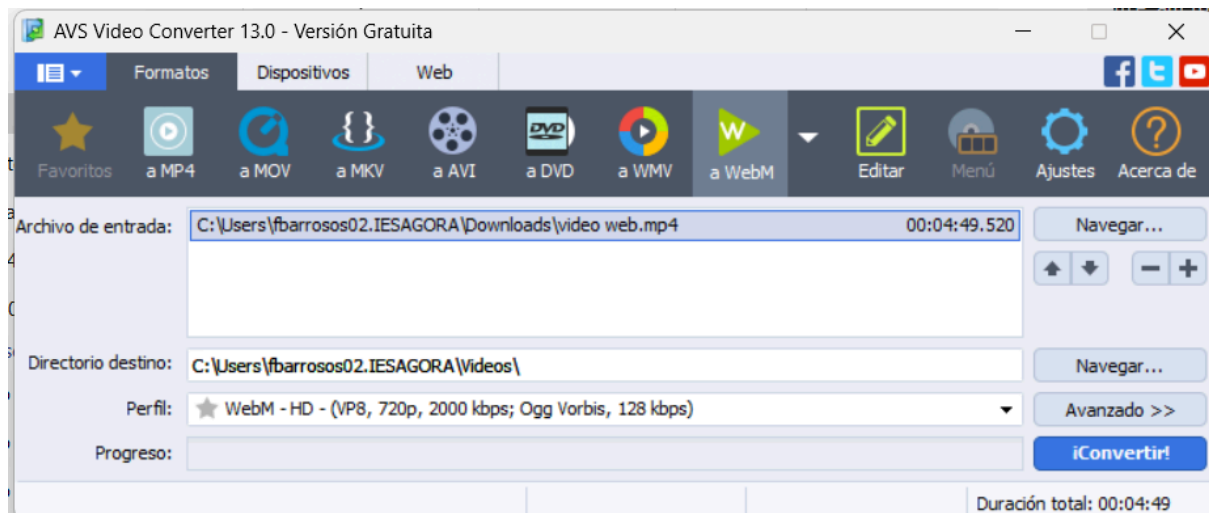 AVS Video Converter 13.0 - Versión Gratuita
Formatos Dispositivos Web
Favoritos a MP4 a MOV a MKV a AVI a DVD a WMV a WebM Editar Menú Ajustes Acerca de
Archivo de entrada: C:\Users\fbarrosos02.IESAGORA\Downloads\video web.mp4 00:04:49.520 Navegar...
Directorio destino: C:\Users\fbarrosos02.IESAGORA\Videos\ Navegar...
Perfil: WebM - HD - (VP8, 720p, 2000 kbps; Ogg Vorbis, 128 kbps) Avanzado >>
Progreso: ¡Convertir!
Duración total: 00:04:49